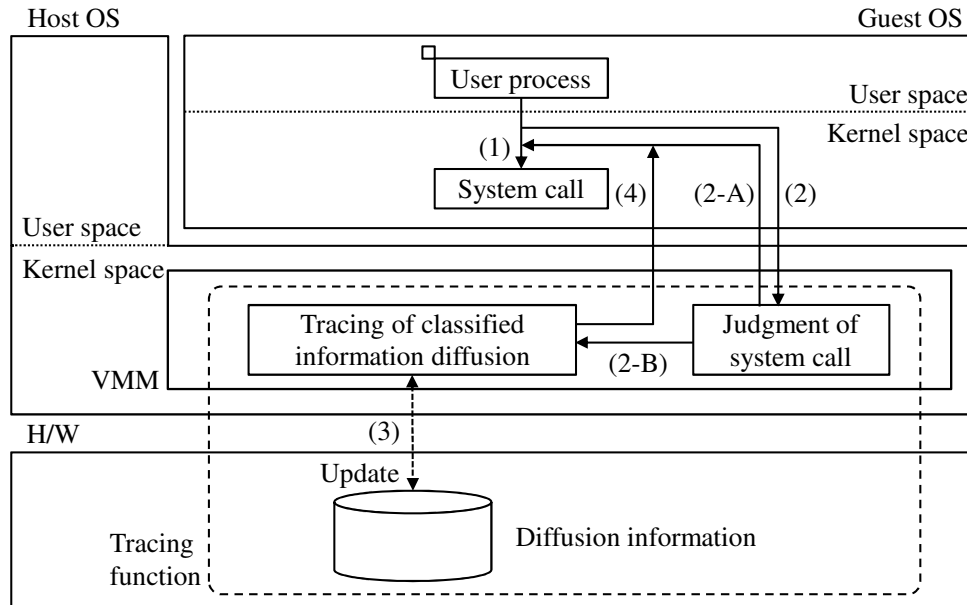 Host OS
Guest OS
User process
User space
Kernel space
(1)
System call
(4)
(2-A)
(2)
User space
Kernel space
Tracing of classified
information diffusion
Judgment of
system call
(2-B)
VMM
H/W
(3)
Update
Diffusion information
Tracing
function